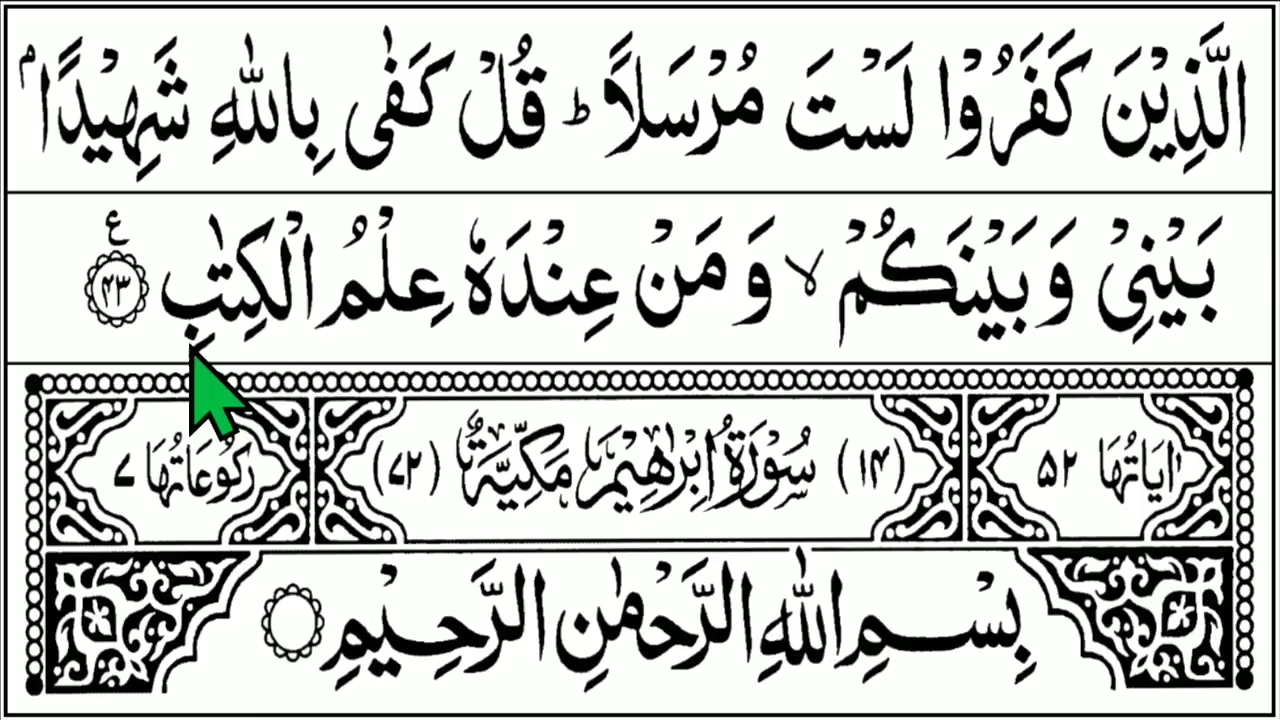 الَّذِيْنَ كَفَرُوْا لَسْتَ مُرْسَلًا ؕ قُلْ كَفٰى بِاللّٰهِ شَهِيْدًۢا
بَيْنِيْ وَ بَيْنَكُمْ ۙ وَ مَنْ عِنْدَهٗ عِلْمُ الْكِتٰبِ ﴿۴۳﴾ ع
اٰيَاتُهَا ۵۲ (۱۴) سُوْرَةُ اِبْرٰهِيْمَ مَكِّيَّةٌ (۷۲) رُكُوْعَاتُهَا ۷
بِسْمِ اللّٰهِ الرَّحْمٰنِ الرَّحِيْمِ